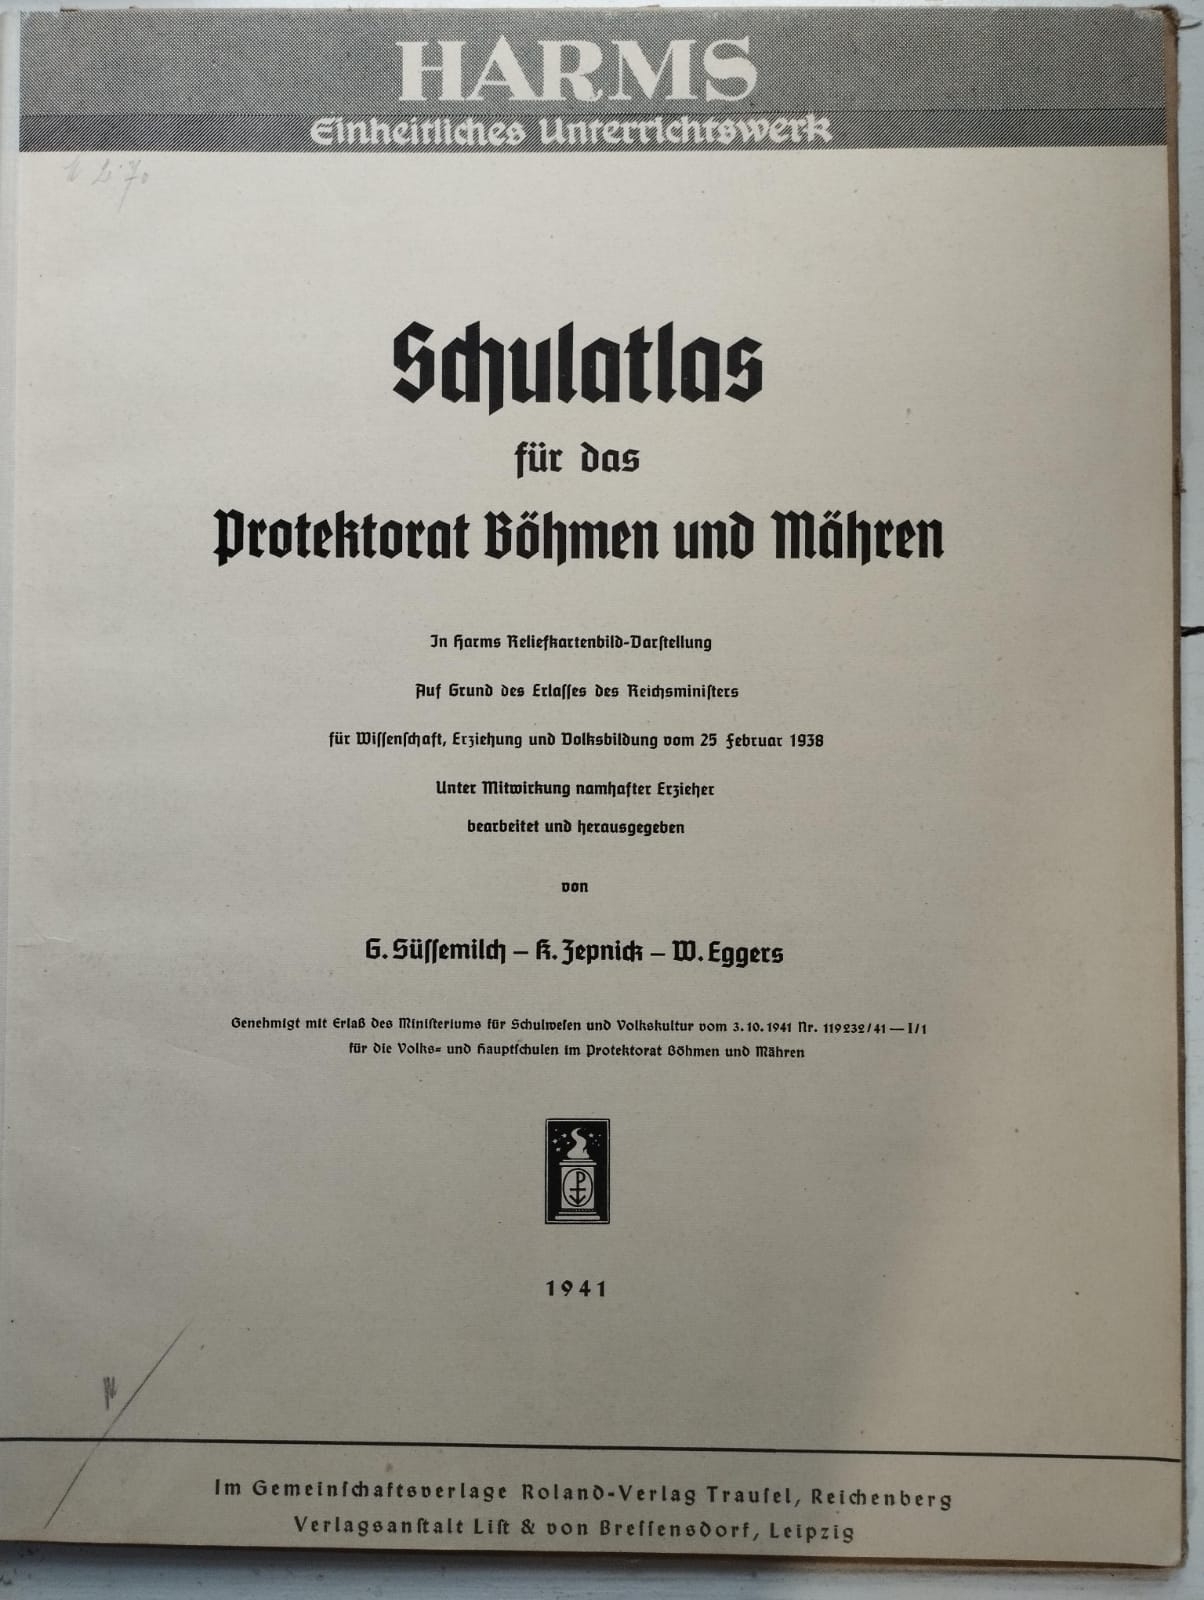 HARMS
Einheitliches Unterrichtswerk
Schulatlas
für das
Protektorat Böhmen und Mähren
In Harms Reliefkartenbild-Darſtellung
Auf Grund des Erlaſſes des Reichsminiſters
für Wiſſenſchaft, Erziehung und Volksbildung vom 25 Februar 1938
Unter Mitwirkung namhafter Erzieher
bearbeitet und herausgegeben
von
G. Süſſemilch – K. Zepnick – W. Eggers
Genehmigt mit Erlaß des Miniſteriums für Schulweſen und Volkskultur vom 3. 10. 1941 Nr. 119232/41 — I/1
für die Volks= und Hauptſchulen im Protektorat Böhmen und Mähren
1941
Im Gemeinſchaftsverlage Roland-Verlag Trauſel, Reichenberg
Verlagsanſtalt Liſt & von Breſſensdorf, Leipzig